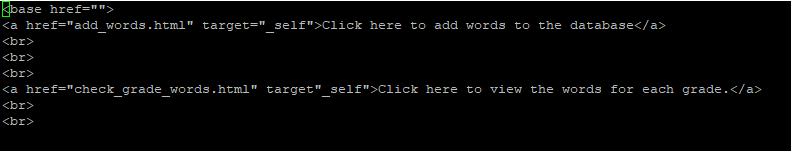 <base href="">
<a href="add_words.html" target="_self">Click here to add words to the database</a>
<br>
<br>
<br>
<a href="check_grade_words.html" target"_self">Click here to view the words for each grade.</a>
<br>
<br>